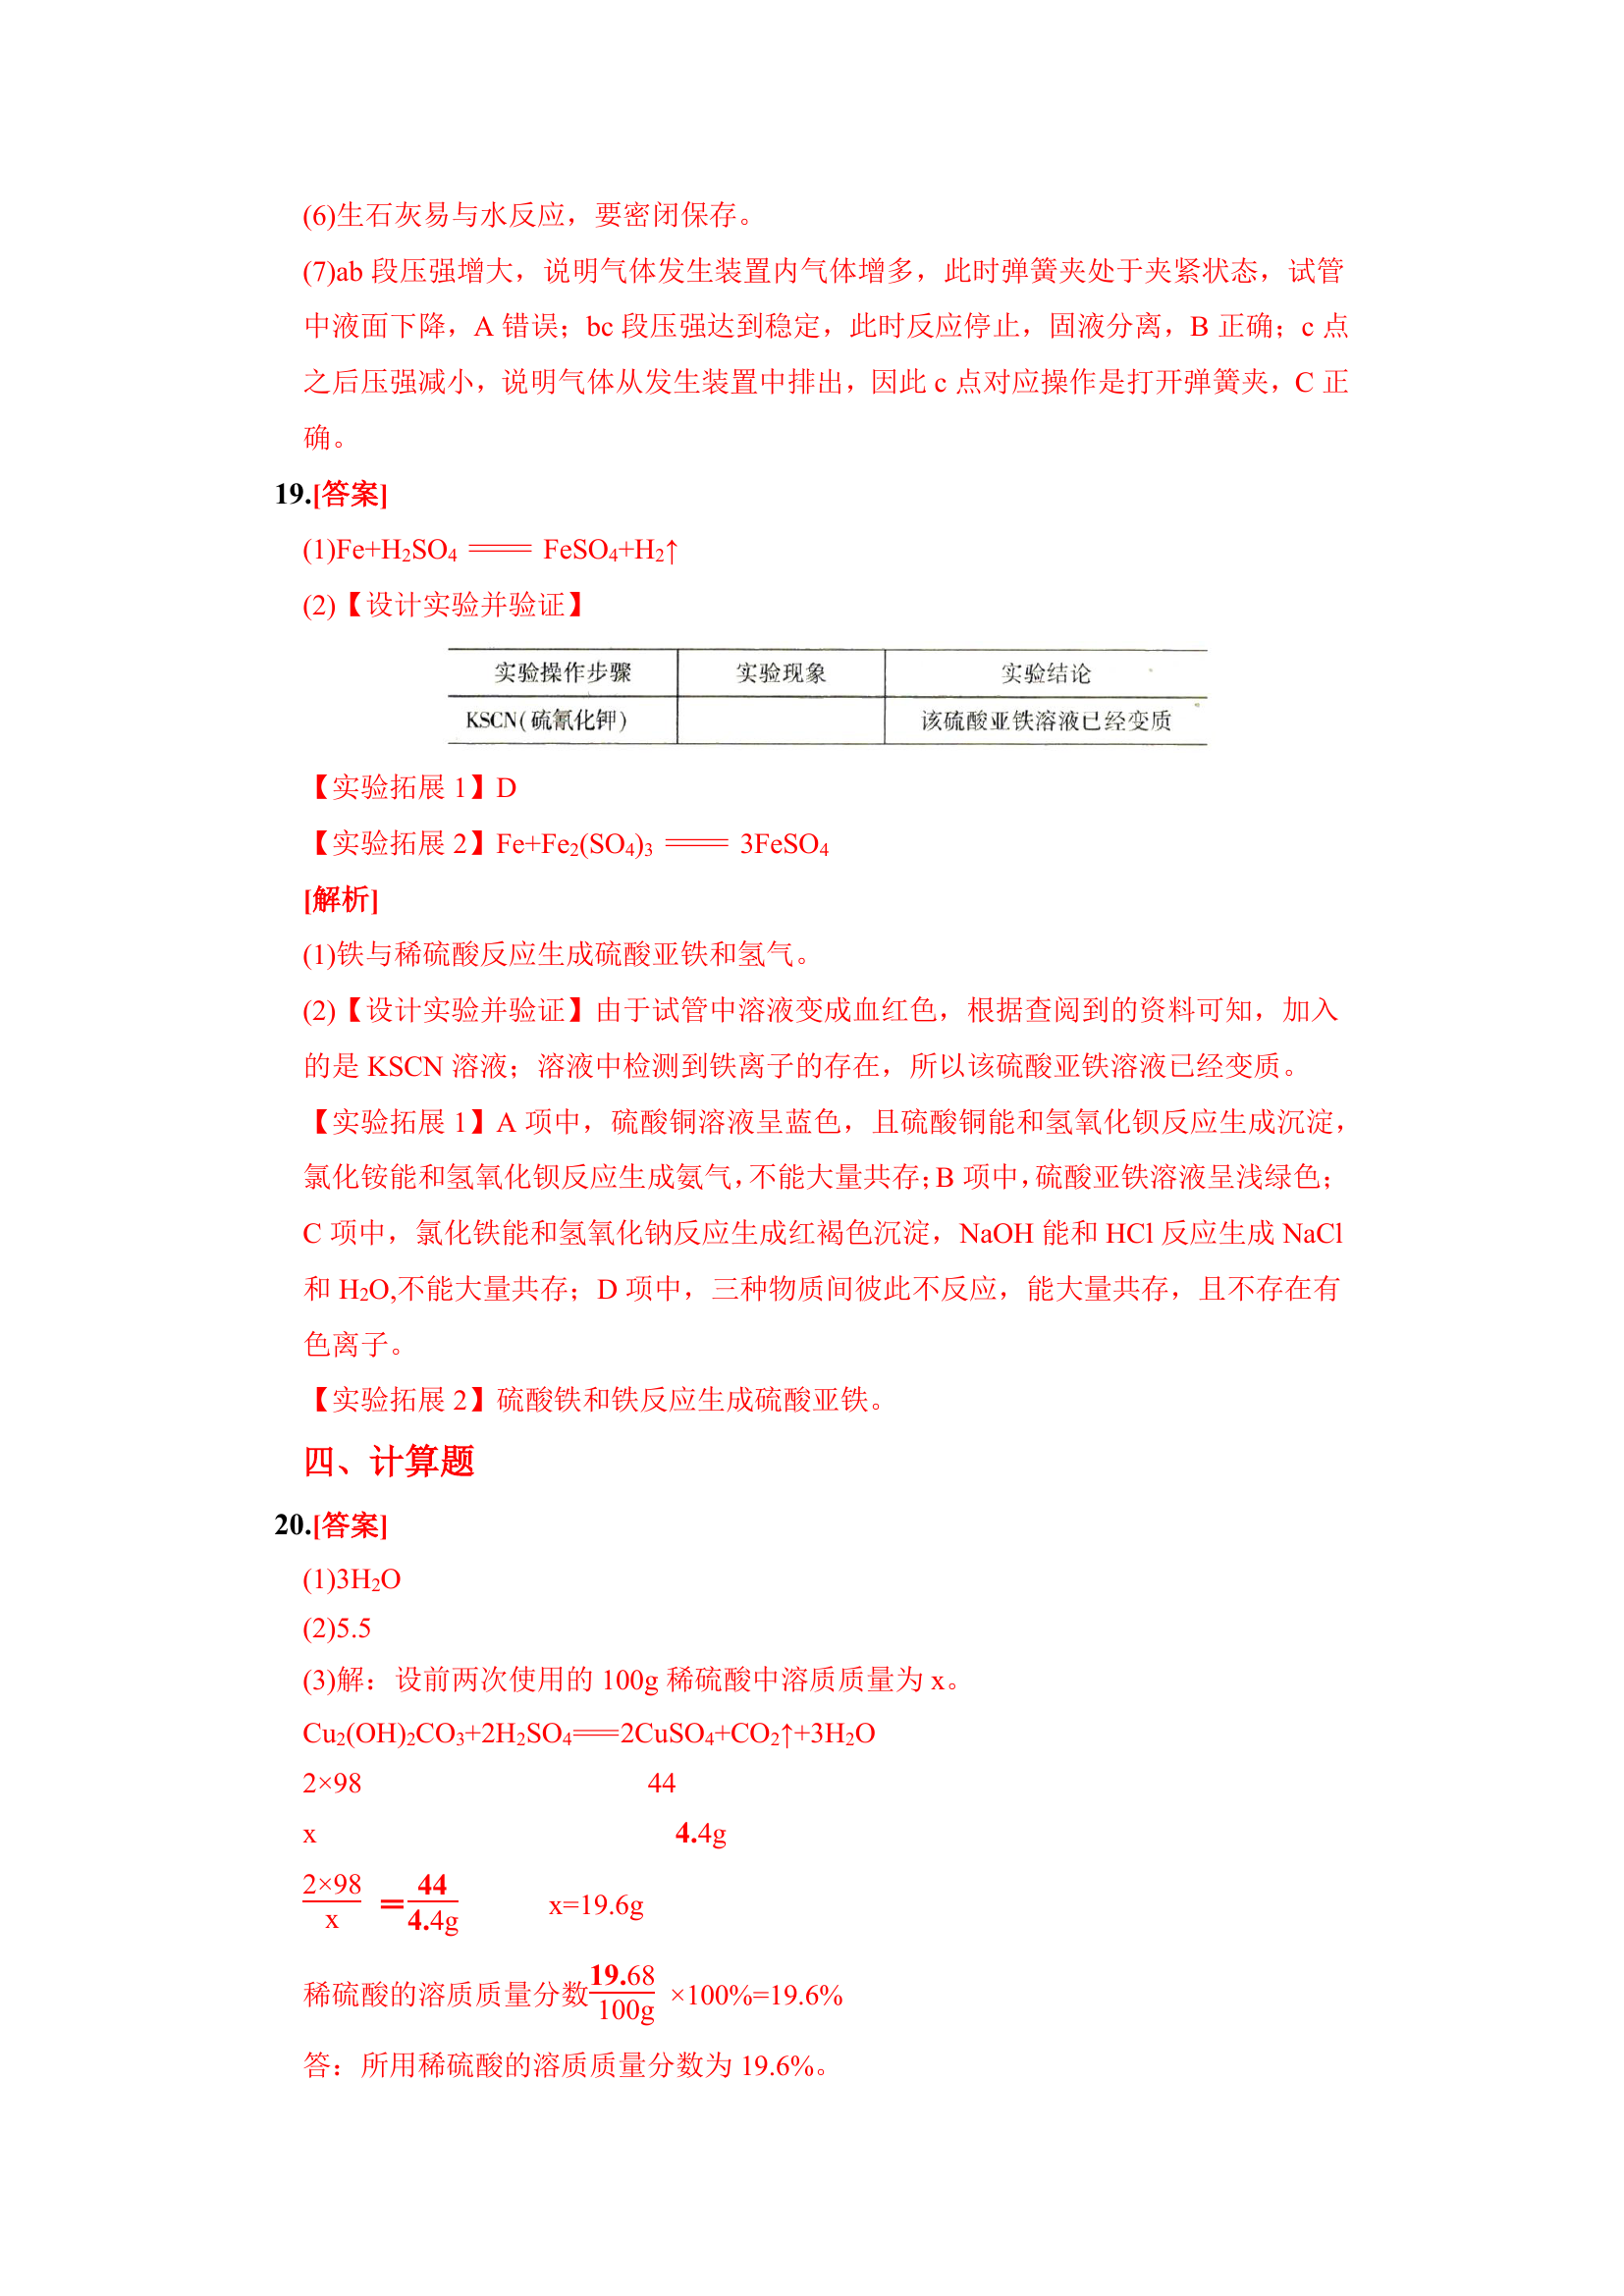 (6)生石灰易与水反应，要密闭保存。
(7)ab 段压强增大，说明气体发生装置内气体增多，此时弹簧夹处于夹紧状态，试管
中液面下降，A 错误；bc 段压强达到稳定，此时反应停止，固液分离，B 正确；c 点
之后压强减小，说明气体从发生装置中排出，因此 c 点对应操作是打开弹簧夹，C 正
确。
19.[答案]
(1)Fe+H₂SO₄ ═══ FeSO₄+H₂↑
(2)【设计实验并验证】
实验操作步骤 实验现象 实验结论
KSCN(硫氰化钾) 该硫酸亚铁溶液已经变质
【实验拓展 1】D
【实验拓展 2】Fe+Fe₂(SO₄)₃ ═══ 3FeSO₄
[解析]
(1)铁与稀硫酸反应生成硫酸亚铁和氢气。
(2)【设计实验并验证】由于试管中溶液变成血红色，根据查阅到的资料可知，加入
的是 KSCN 溶液；溶液中检测到铁离子的存在，所以该硫酸亚铁溶液已经变质。
【实验拓展 1】A 项中，硫酸铜溶液呈蓝色，且硫酸铜能和氢氧化钡反应生成沉淀，
氯化铵能和氢氧化钡反应生成氨气，不能大量共存；B 项中，硫酸亚铁溶液呈浅绿色；
C 项中，氯化铁能和氢氧化钠反应生成红褐色沉淀，NaOH 能和 HCl 反应生成 NaCl
和 H₂O,不能大量共存；D 项中，三种物质间彼此不反应，能大量共存，且不存在有
色离子。
【实验拓展 2】硫酸铁和铁反应生成硫酸亚铁。
四、计算题
20.[答案]
(1)3H₂O
(2)5.5
(3)解：设前两次使用的 100g 稀硫酸中溶质质量为 x。
Cu₂(OH)₂CO₃+2H₂SO₄═══2CuSO₄+CO₂↑+3H₂O
2×98 44
x 4.4g
2×98/x = 44/4.4g x=19.6g
稀硫酸的溶质质量分数 19.68/100g ×100%=19.6%
答：所用稀硫酸的溶质质量分数为 19.6%。